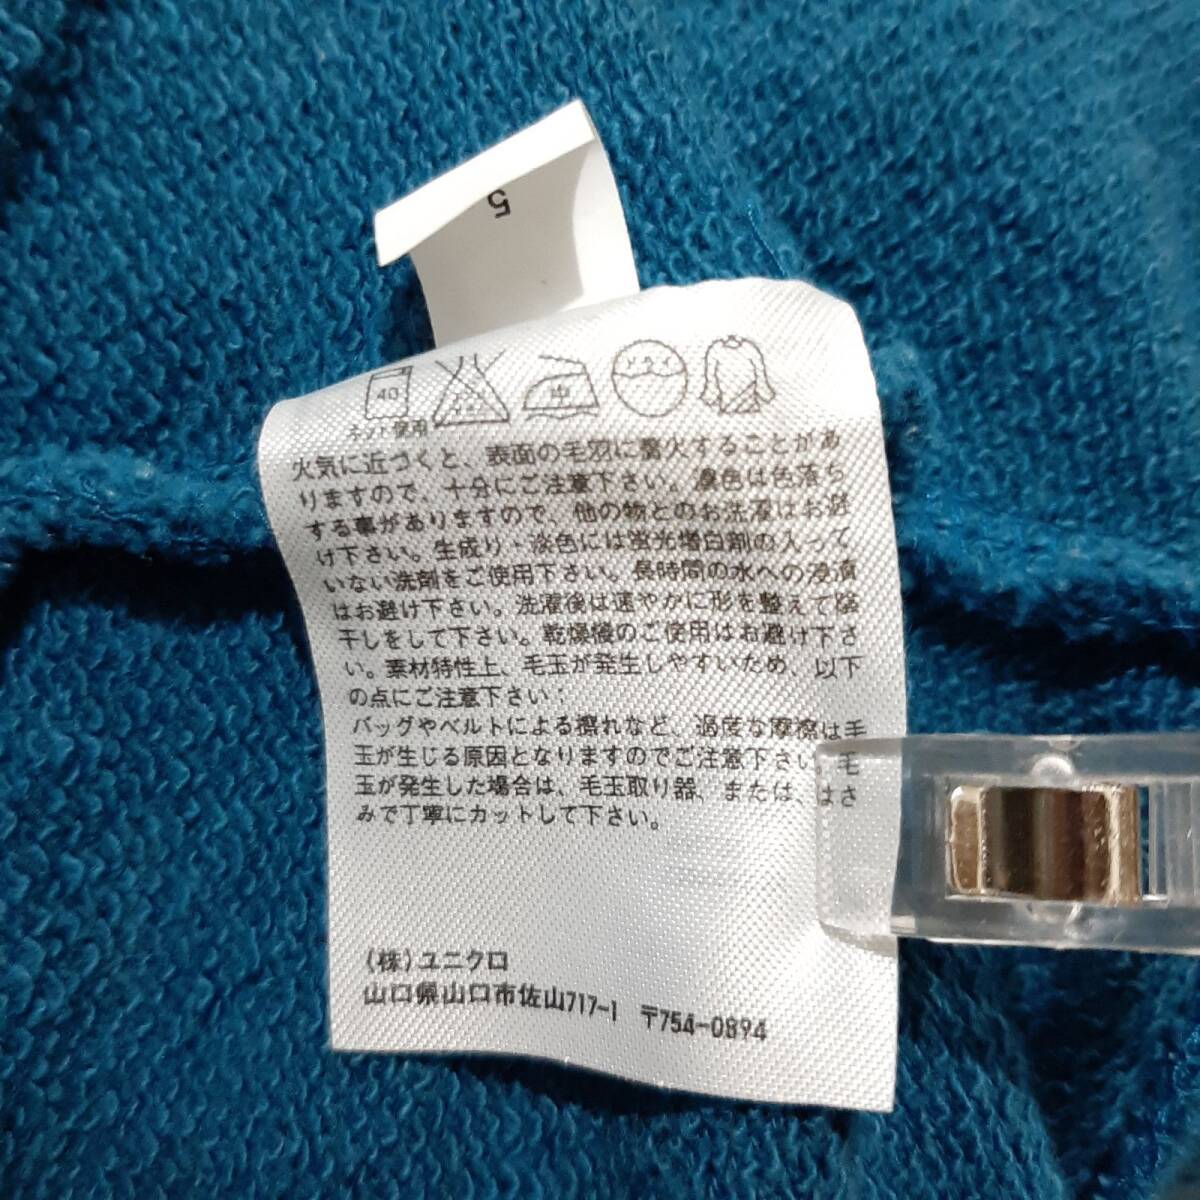 5
40 エンソサラシ 中 ドライ
ネット使用
火気に近づくと、表面の毛羽に着火することがあ
りますので、十分にご注意下さい。濃色は色落ち
する事がありますので、他の物とのお洗濯はお避
け下さい。生成り・淡色には蛍光増白剤の入って
いない洗剤をご使用下さい。長時間の水への浸漬
はお避け下さい。洗濯後は速やかに形を整えて陰
干しをして下さい。乾燥機のご使用はお避け下さ
い。素材特性上、毛玉が発生しやすいため、以下
の点にご注意下さい：
バッグやベルトによる擦れなど、過度な摩擦は毛
玉が生じる原因となりますのでご注意下さい。毛
玉が発生した場合は、毛玉取り器、または、はさ
みで丁寧にカットして下さい。
(株)ユニクロ
山口県山口市佐山717-1 〒754-0894